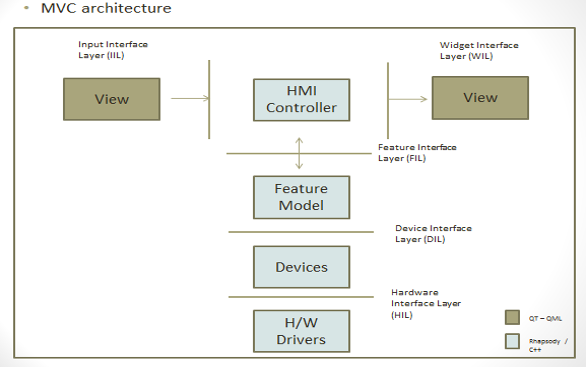 • MVC architecture
Input Interface
Layer (IIL)
Widget Interface
Layer (WIL)
View
HMI
Controller
View
Feature Interface
Layer (FIL)
Feature
Model
Device Interface
Layer (DIL)
Devices
Hardware
Interface Layer
(HIL)
H/W
Drivers
QT – QML
Rhapsody /
C++